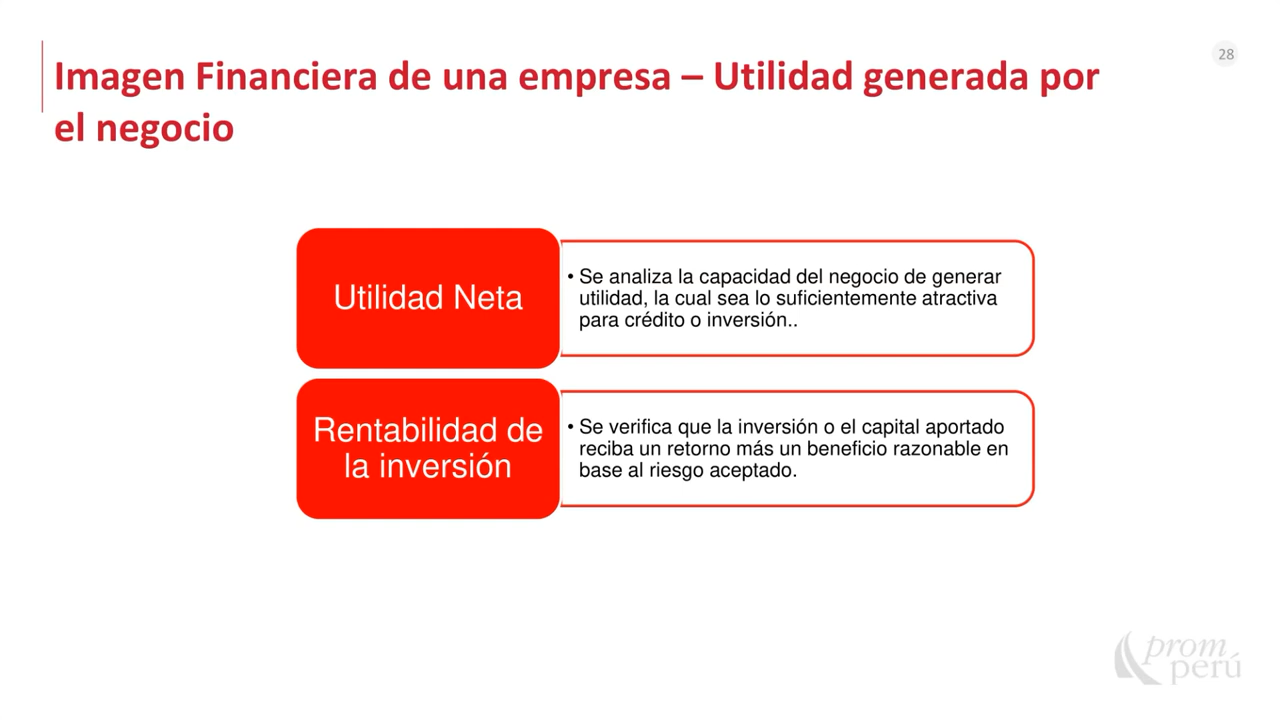 28
Imagen Financiera de una empresa – Utilidad generada por
el negocio
Utilidad Neta
• Se analiza la capacidad del negocio de generar
utilidad, la cual sea lo suficientemente atractiva
para crédito o inversión..
Rentabilidad de
la inversión
• Se verifica que la inversión o el capital aportado
reciba un retorno más un beneficio razonable en
base al riesgo aceptado.
prom
perú